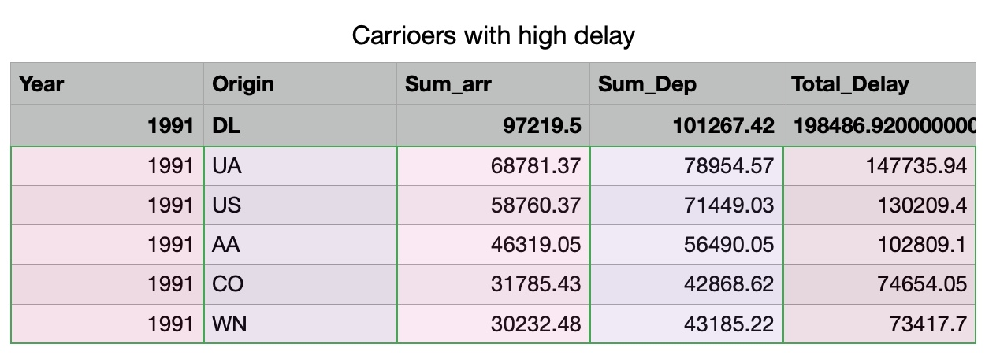 Carrioers with high delay
Year Origin Sum_arr Sum_Dep Total_Delay
1991 DL 97219.5 101267.42 198486.920000000
1991 UA 68781.37 78954.57 147735.94
1991 US 58760.37 71449.03 130209.4
1991 AA 46319.05 56490.05 102809.1
1991 CO 31785.43 42868.62 74654.05
1991 WN 30232.48 43185.22 73417.7